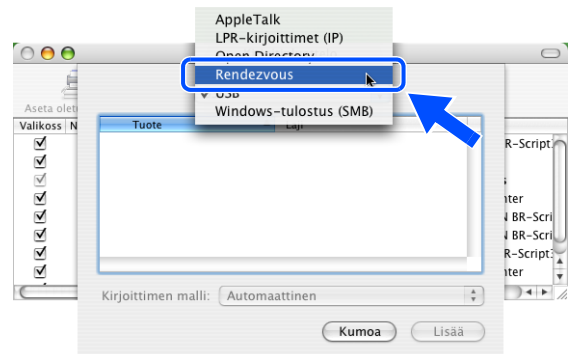 AppleTalk
LPR-kirjoittimet (IP)
Open Directory
Rendezvous
USB
Windows-tulostus (SMB)
Aseta olet
Valikoss N
Tuote
Laji
R-Script
s
nter
N BR-Scri
N BR-Scri
R-Script
nter
Kirjoittimen malli:
Automaattinen
Kumoa
Lisää